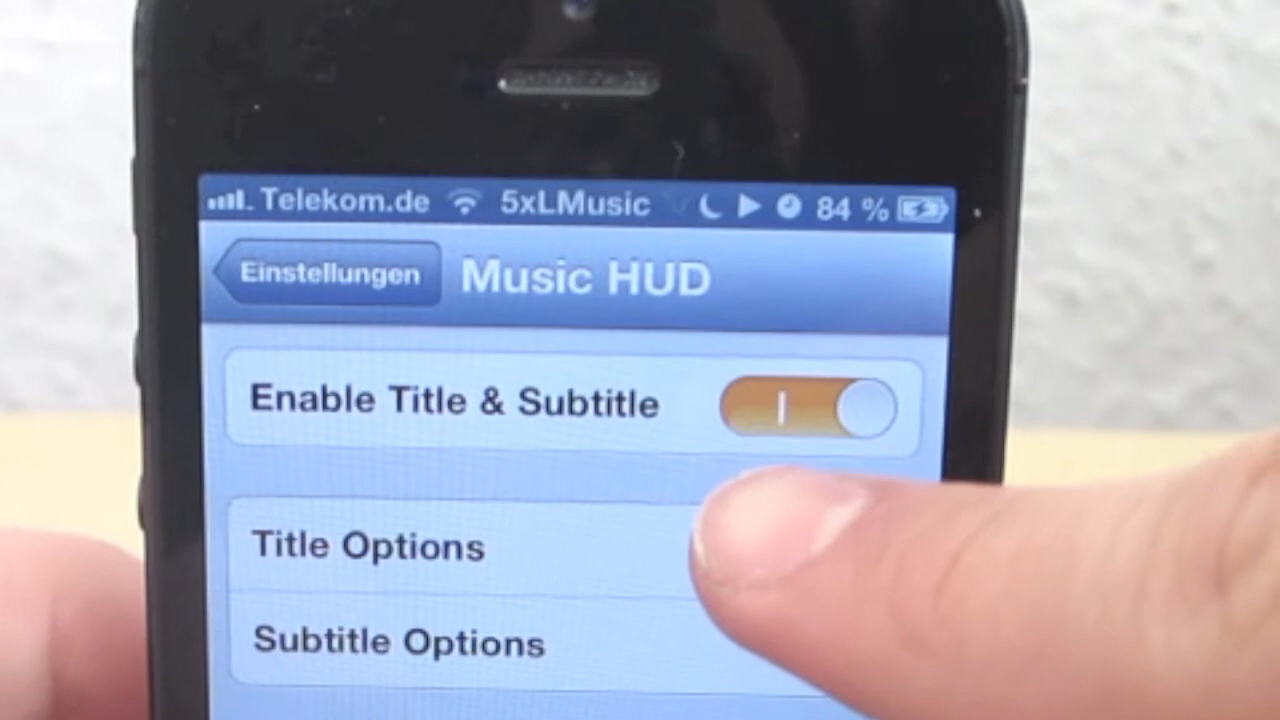 Telekom.de 5xLMusic 84 %
Einstellungen Music HUD
Enable Title & Subtitle
Title Options
Subtitle Options